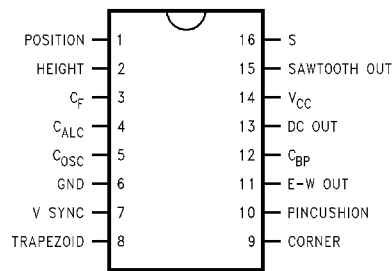 POSITION 1 16 S
HEIGHT 2 15 SAWTOOTH OUT
CF 3 14 VCC
CALC 4 13 DC OUT
COSC 5 12 CBP
GND 6 11 E-W OUT
V SYNC 7 10 PINCUSHION
TRAPEZOID 8 9 CORNER